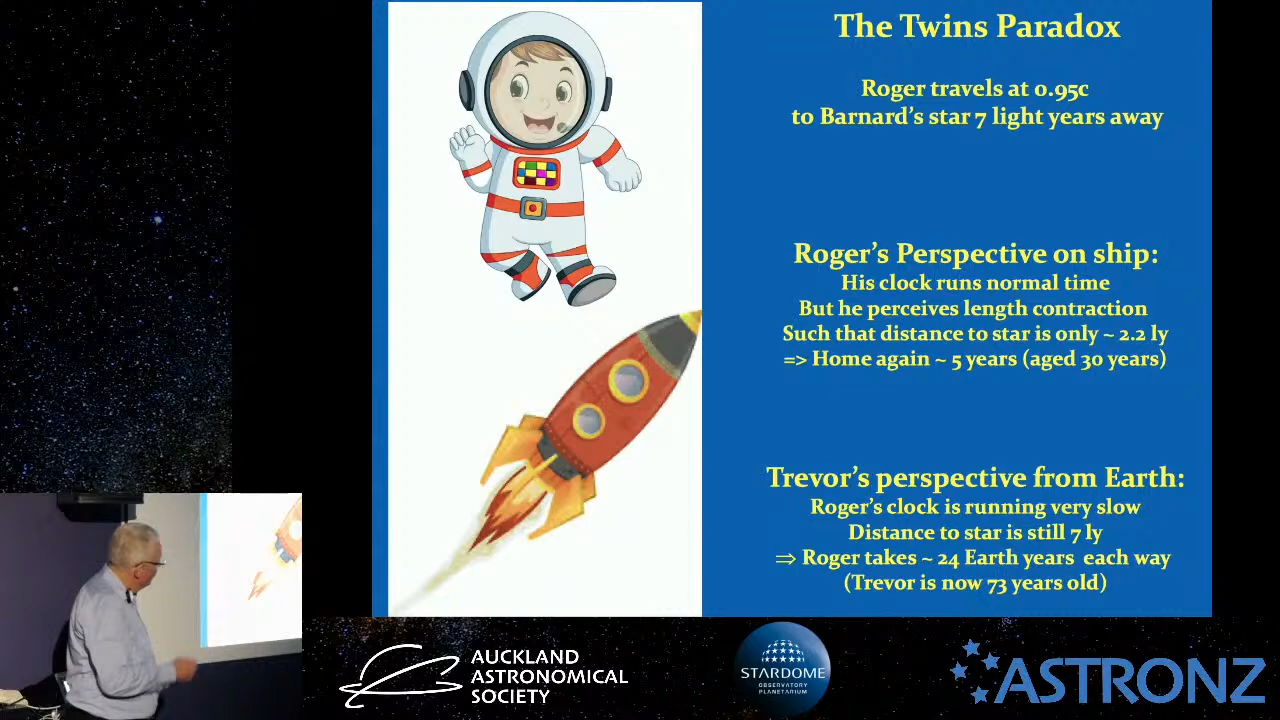 The Twins Paradox
Roger travels at 0.95c
to Barnard's star 7 light years away
Roger's Perspective on ship:
His clock runs normal time
But he perceives length contraction
Such that distance to star is only ~ 2.2 ly
=> Home again ~ 5 years (aged 30 years)
Trevor's perspective from Earth:
Roger's clock is running very slow
Distance to star is still 7 ly
⇒ Roger takes ~ 24 Earth years each way
(Trevor is now 73 years old)
AUCKLAND
ASTRONOMICAL
SOCIETY
STARDOME
OBSERVATORY
PLANETARIUM
ASTRONZ